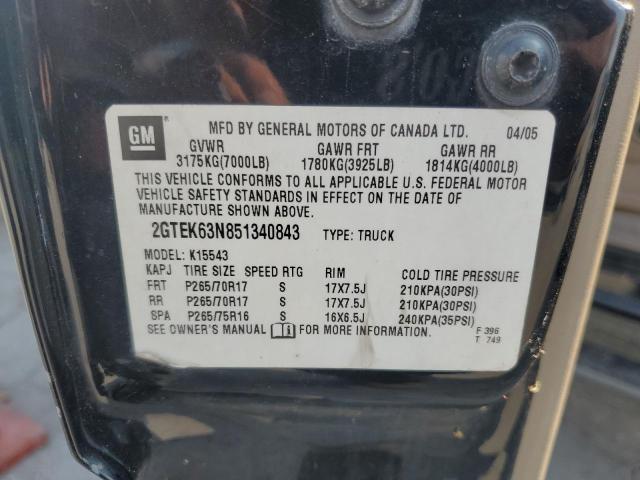 GM
MFD BY GENERAL MOTORS OF CANADA LTD. 04/05
GVWR GAWR FRT GAWR RR
3175KG(7000LB) 1780KG(3925LB) 1814KG(4000LB)
THIS VEHICLE CONFORMS TO ALL APPLICABLE U.S. FEDERAL MOTOR
VEHICLE SAFETY STANDARDS IN EFFECT ON THE DATE OF
MANUFACTURE SHOWN ABOVE.
2GTEK63N851340843 TYPE: TRUCK
MODEL: K15543
KAPJ TIRE SIZE SPEED RTG RIM COLD TIRE PRESSURE
FRT P265/70R17 S 17X7.5J 210KPA(30PSI)
RR P265/70R17 S 17X7.5J 210KPA(30PSI)
SPA P265/75R16 S 16X6.5J 240KPA(35PSI)
SEE OWNER'S MANUAL FOR MORE INFORMATION. F 396
T 749